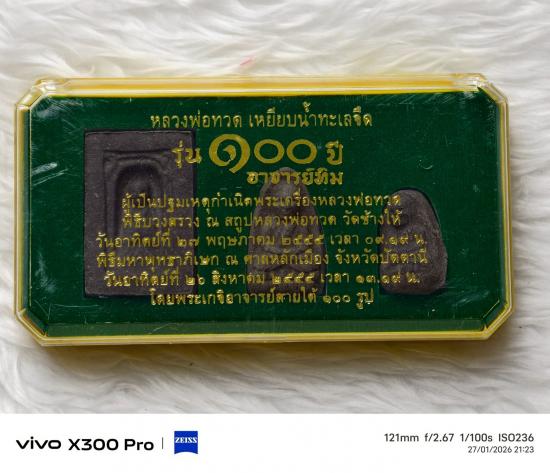 หลวงพ่อทวด เหยียบน้ำทะเลจืด
รุ่น ๑๐๐ ปี
อาจารย์ทิม
ผู้เป็นปฐมเหตุกำเนิดพระเครื่องหลวงพ่อทวด
พิธีบวงสรวง ณ สถูปหลวงพ่อทวด วัดช้างให้
วันอาทิตย์ที่ ๒๗ พฤษภาคม ๒๕๕๕ เวลา ๐๙.๑๙ น.
พิธีมหาพุทธาภิเษก ณ ศาลหลักเมือง จังหวัดปัตตานี
วันอาทิตย์ที่ ๒๖ สิงหาคม ๒๕๕๕ เวลา ๑๓.๑๙ น.
โดยพระเกจิอาจารย์สายใต้ ๑๐๐ รูป
vivo X300 Pro | ZEISS
121mm f/2.67 1/100s ISO236
27/01/2026 21:23